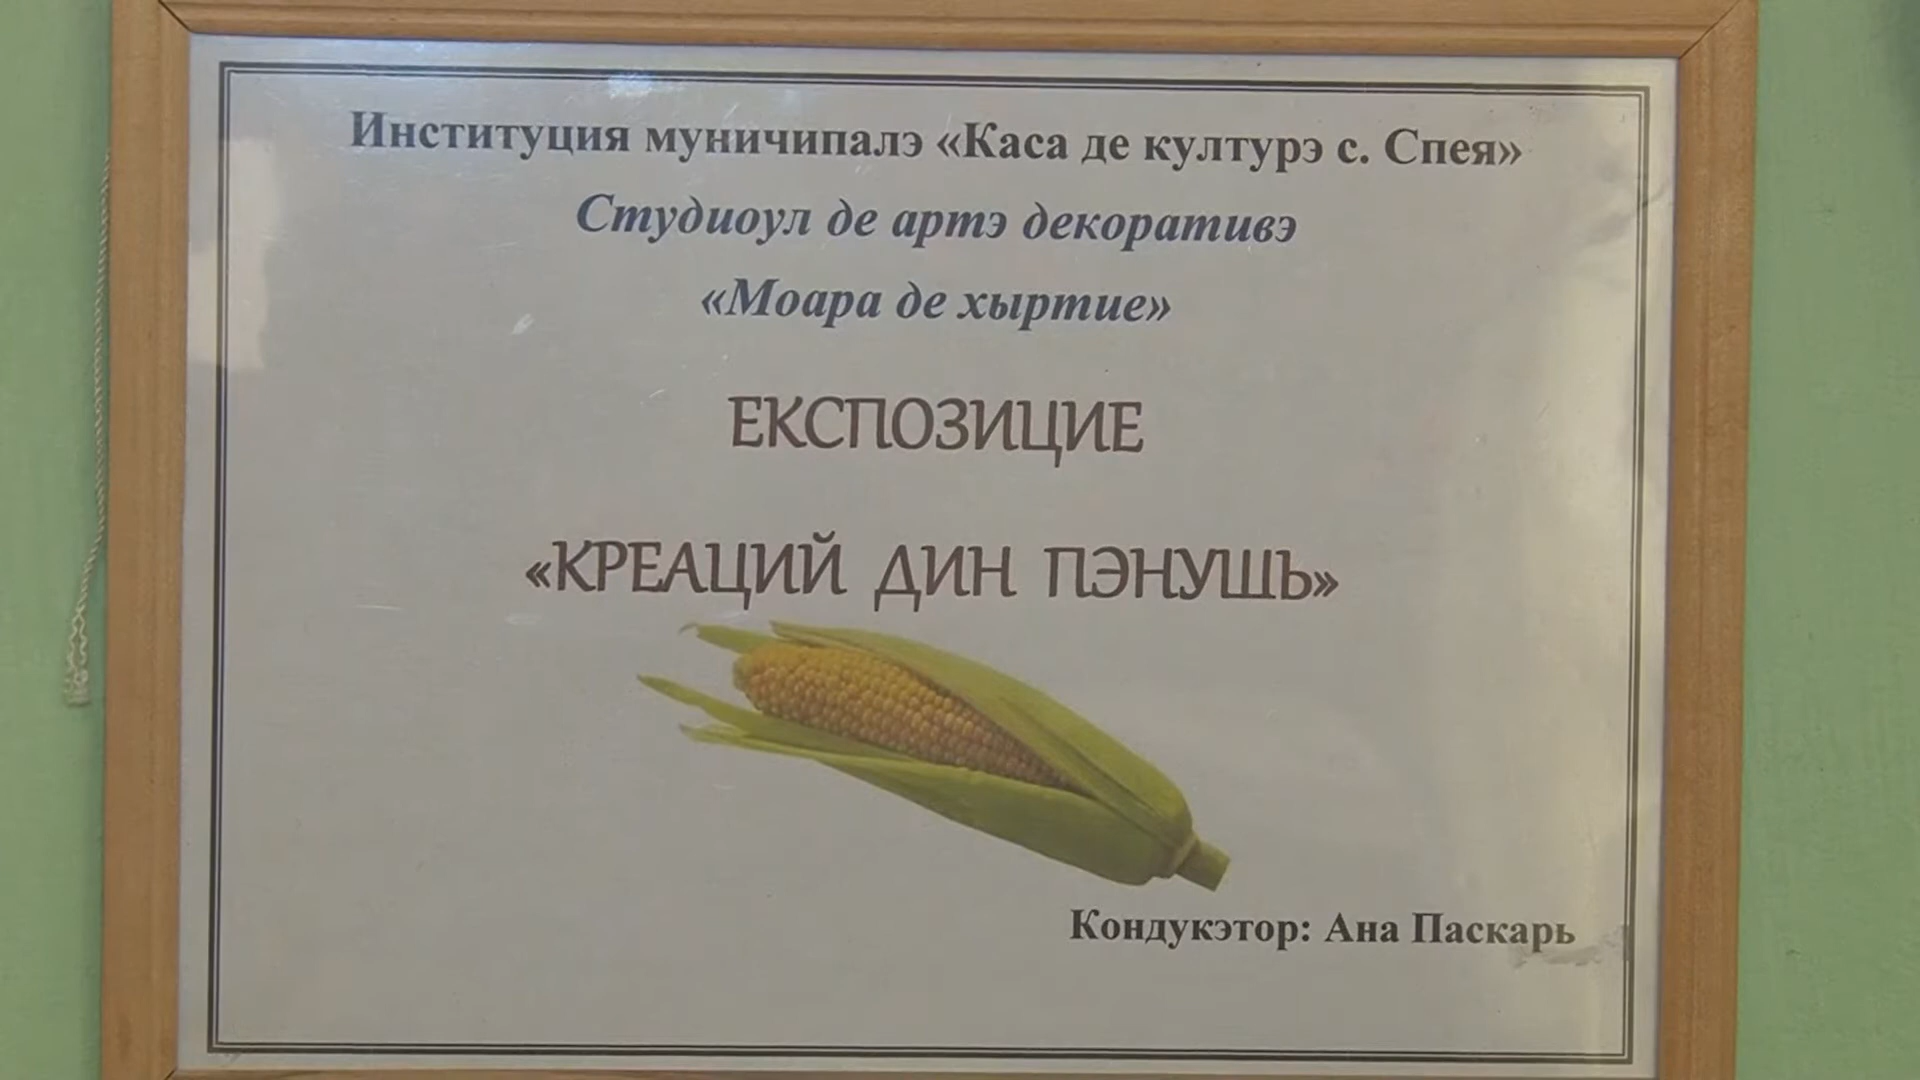 Институция муничипалэ «Каса де културэ с. Спея»
Студиоул де артэ декоративэ
«Моара де хыртие»
ЕКСПОЗИЦИЕ
«КРЕАЦИЙ ДИН ПЭНУШЬ»
Кондукэтор: Ана Паскарь